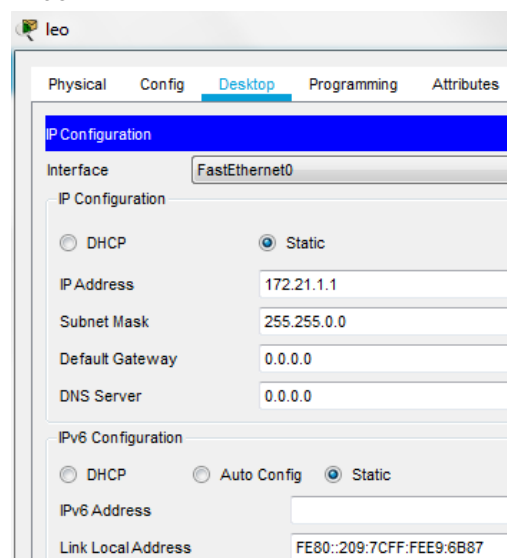 leo
Physical Config Desktop Programming Attributes
IP Configuration
Interface FastEthernet0
IP Configuration
DHCP Static
IP Address 172.21.1.1
Subnet Mask 255.255.0.0
Default Gateway 0.0.0.0
DNS Server 0.0.0.0
IPv6 Configuration
DHCP Auto Config Static
IPv6 Address
Link Local Address FE80::209:7CFF:FEE9:6B87